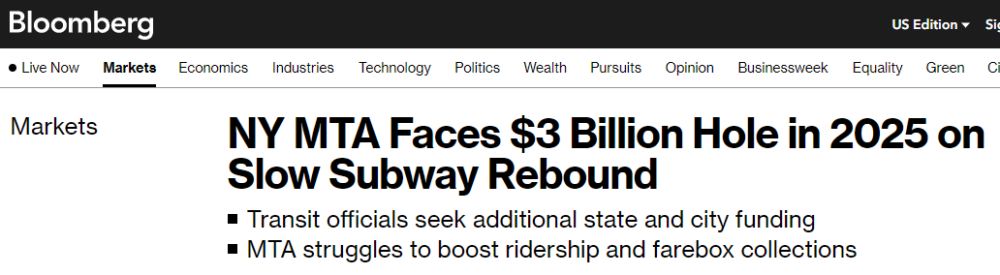 Bloomberg
US Edition
Live Now Markets Economics Industries Technology Politics Wealth Pursuits Opinion Businessweek Equality Green
Markets
NY MTA Faces $3 Billion Hole in 2025 on
Slow Subway Rebound
Transit officials seek additional state and city funding
MTA struggles to boost ridership and farebox collections